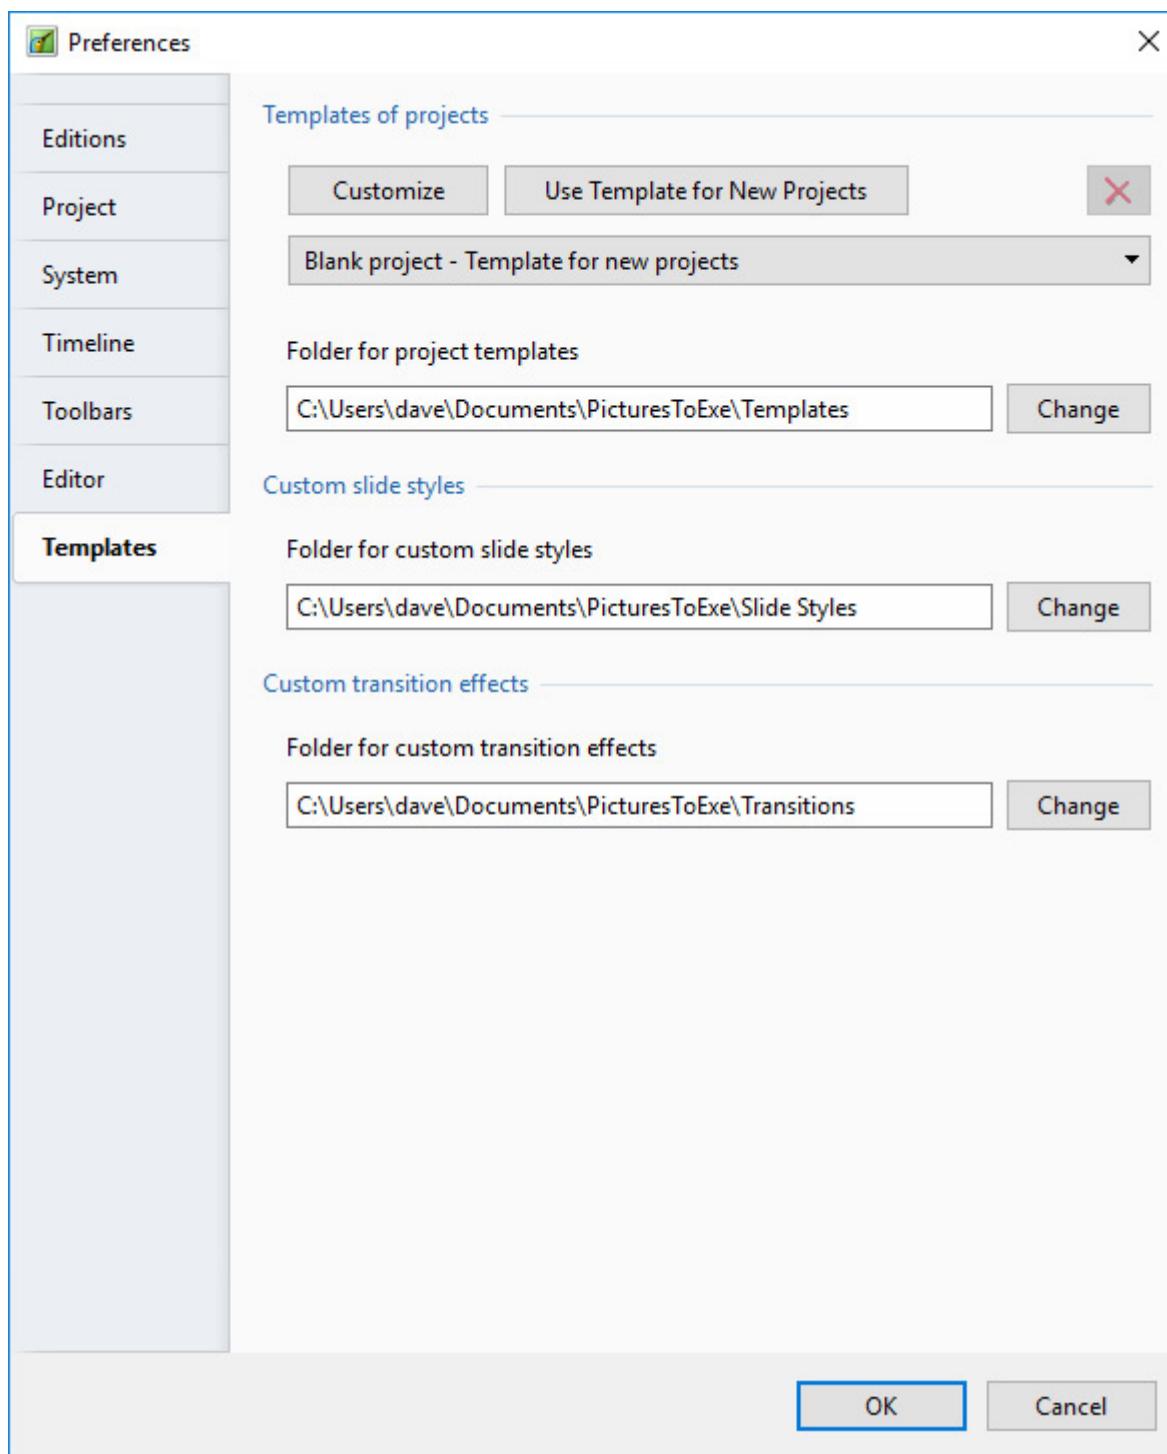 Preferences
Editions
Project
System
Timeline
Toolbars
Editor
Templates
Templates of projects
Customize
Use Template for New Projects
Blank project - Template for new projects
Folder for project templates
C:\Users\dave\Documents\PicturesToExe\Templates
Change
Custom slide styles
Folder for custom slide styles
C:\Users\dave\Documents\PicturesToExe\Slide Styles
Change
Custom transition effects
Folder for custom transition effects
C:\Users\dave\Documents\PicturesToExe\Transitions
Change
OK
Cancel